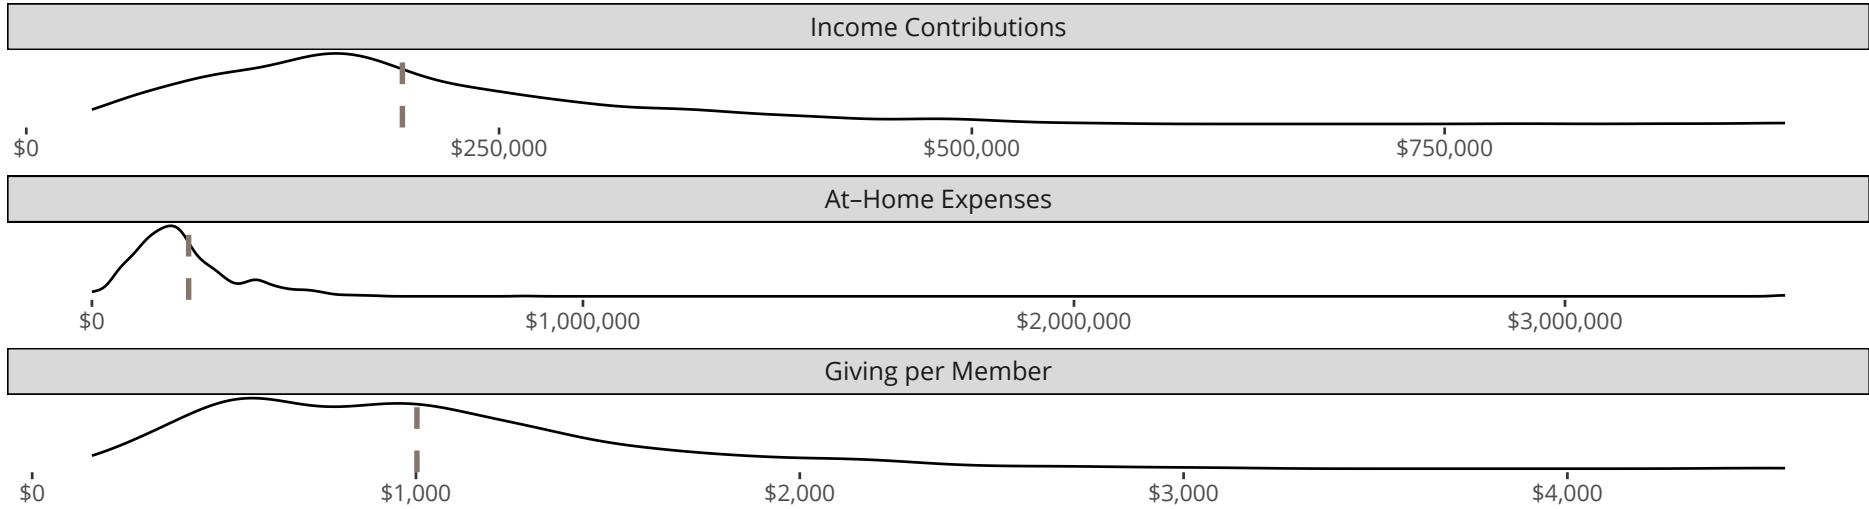 Income Contributions
$0 $250,000 $500,000 $750,000
At–Home Expenses
$0 $1,000,000 $2,000,000 $3,000,000
Giving per Member
$0 $1,000 $2,000 $3,000 $4,000